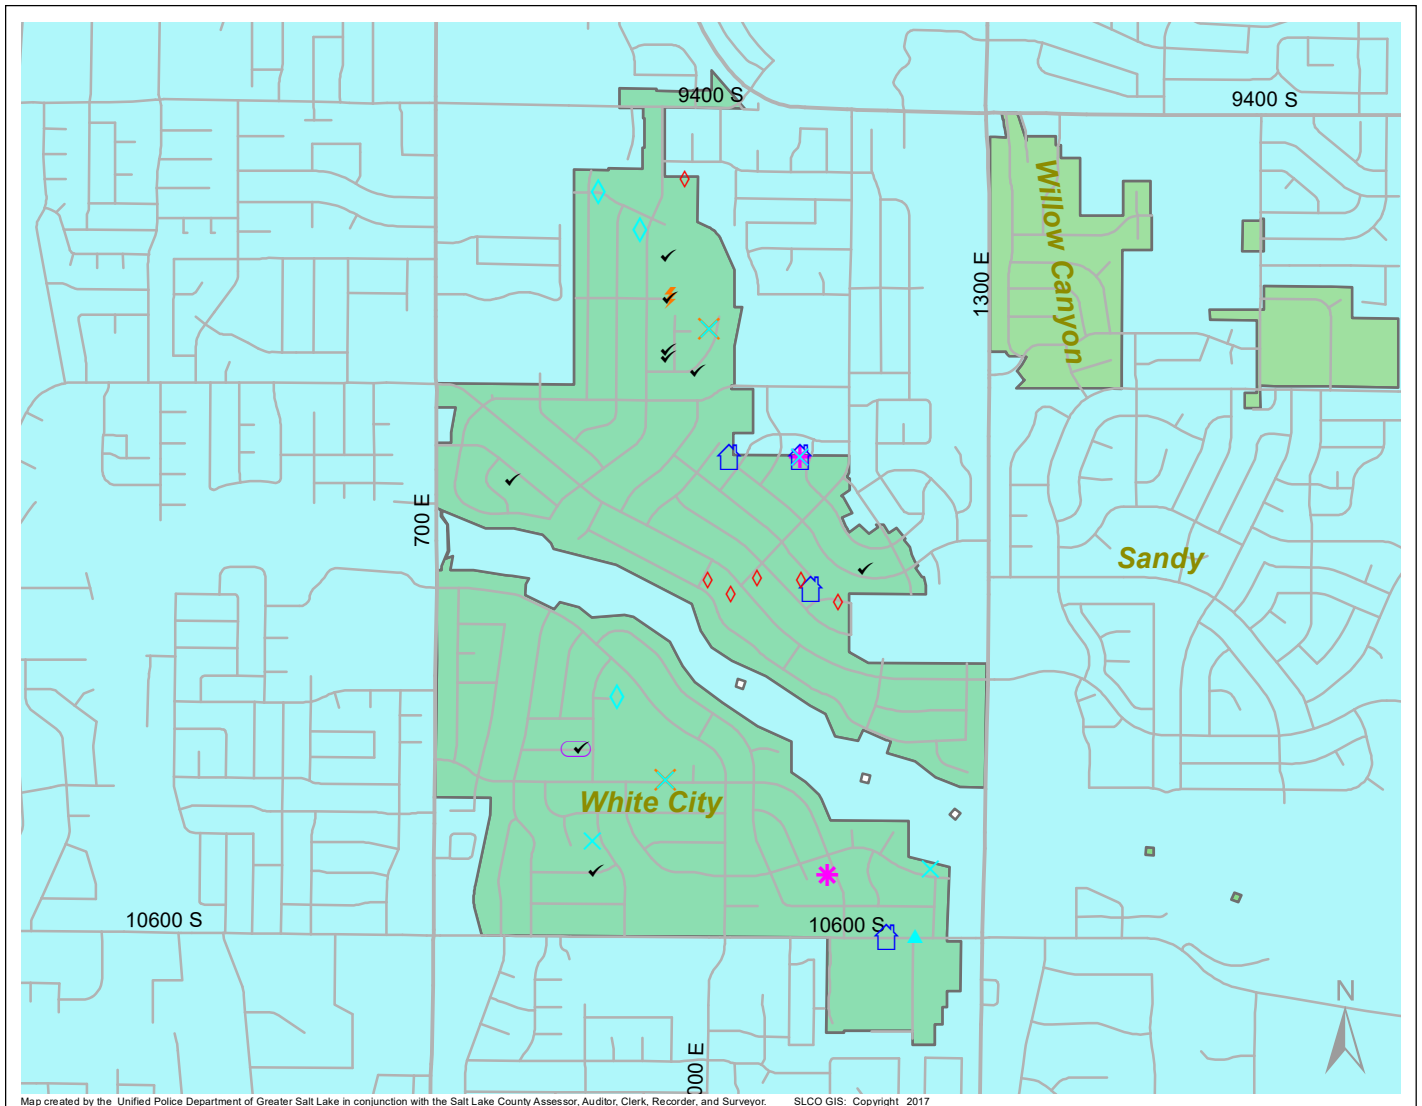 9400 S
9400 S
Willow Canyon
1300 E
700 E
Sandy
White City
10600 S
10600 S
N
000 E
Map created by the Unified Police Department of Greater Salt Lake in conjunction with the Salt Lake County Assessor, Auditor, Clerk, Recorder, and Surveyor. SLCO GIS: Copyright 2017